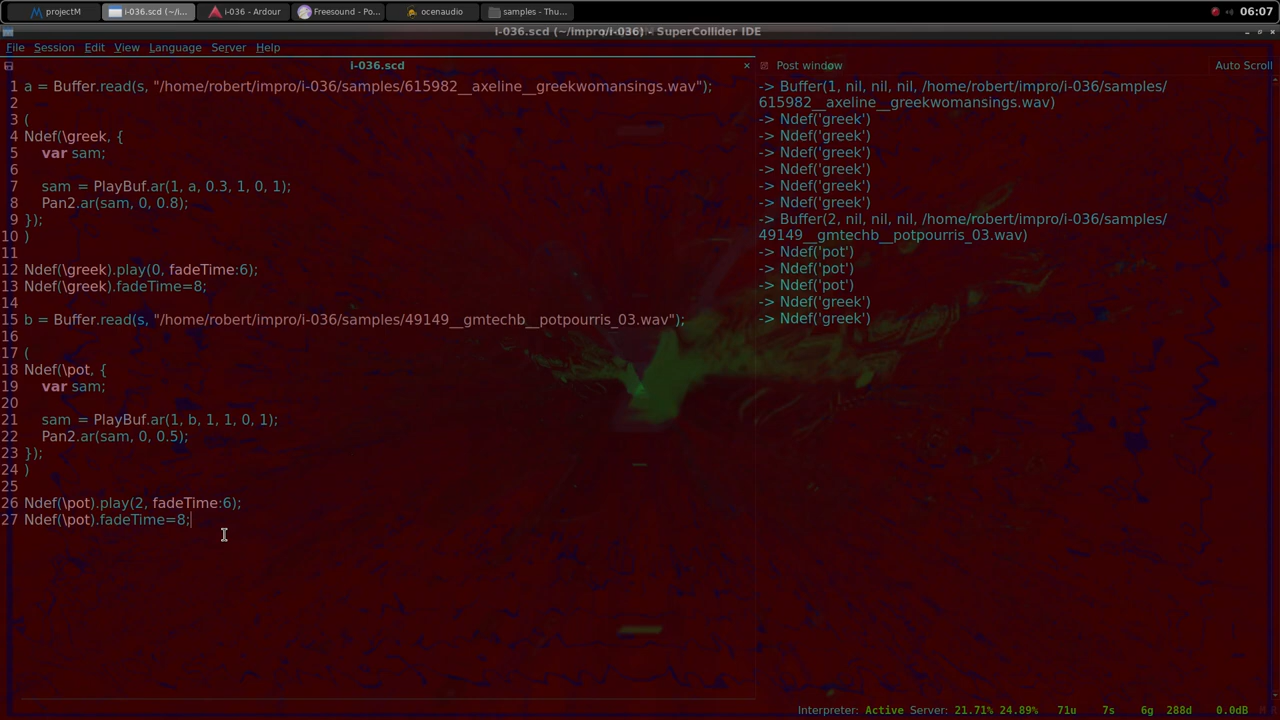 projectM
i-036.scd (~/i...
i-036 - Ardour
Freesound - Po...
ocenaudio
samples - Thu...
06:07
i-036.scd (~/impro/i-036) - SuperCollider IDE
File Session Edit View Language Server Help
i-036.scd
Post window
Auto Scroll
1 a = Buffer.read(s, "/home/robert/impro/i-036/samples/615982__axeline__greekwomansings.wav");
2
3 (
4 Ndef(\greek, {
5 var sam;
6
7 sam = PlayBuf.ar(1, a, 0.3, 1, 0, 1);
8 Pan2.ar(sam, 0, 0.8);
9 });
10 )
11
12 Ndef(\greek).play(0, fadeTime:6);
13 Ndef(\greek).fadeTime=8;
14
15 b = Buffer.read(s, "/home/robert/impro/i-036/samples/49149__gmtechb__potpourris_03.wav");
16
17 (
18 Ndef(\pot, {
19 var sam;
20
21 sam = PlayBuf.ar(1, b, 1, 1, 0, 1);
22 Pan2.ar(sam, 0, 0.5);
23 });
24 )
25
26 Ndef(\pot).play(2, fadeTime:6);
27 Ndef(\pot).fadeTime=8;
-> Buffer(1, nil, nil, nil, /home/robert/impro/i-036/samples/
615982__axeline__greekwomansings.wav)
-> Ndef('greek')
-> Ndef('greek')
-> Ndef('greek')
-> Ndef('greek')
-> Ndef('greek')
-> Ndef('greek')
-> Buffer(2, nil, nil, nil, /home/robert/impro/i-036/samples/
49149__gmtechb__potpourris_03.wav)
-> Ndef('pot')
-> Ndef('pot')
-> Ndef('pot')
-> Ndef('greek')
-> Ndef('greek')
Interpreter: Active Server: 21.71% 24.89% 71u 7s 6g 288d 0.0dB